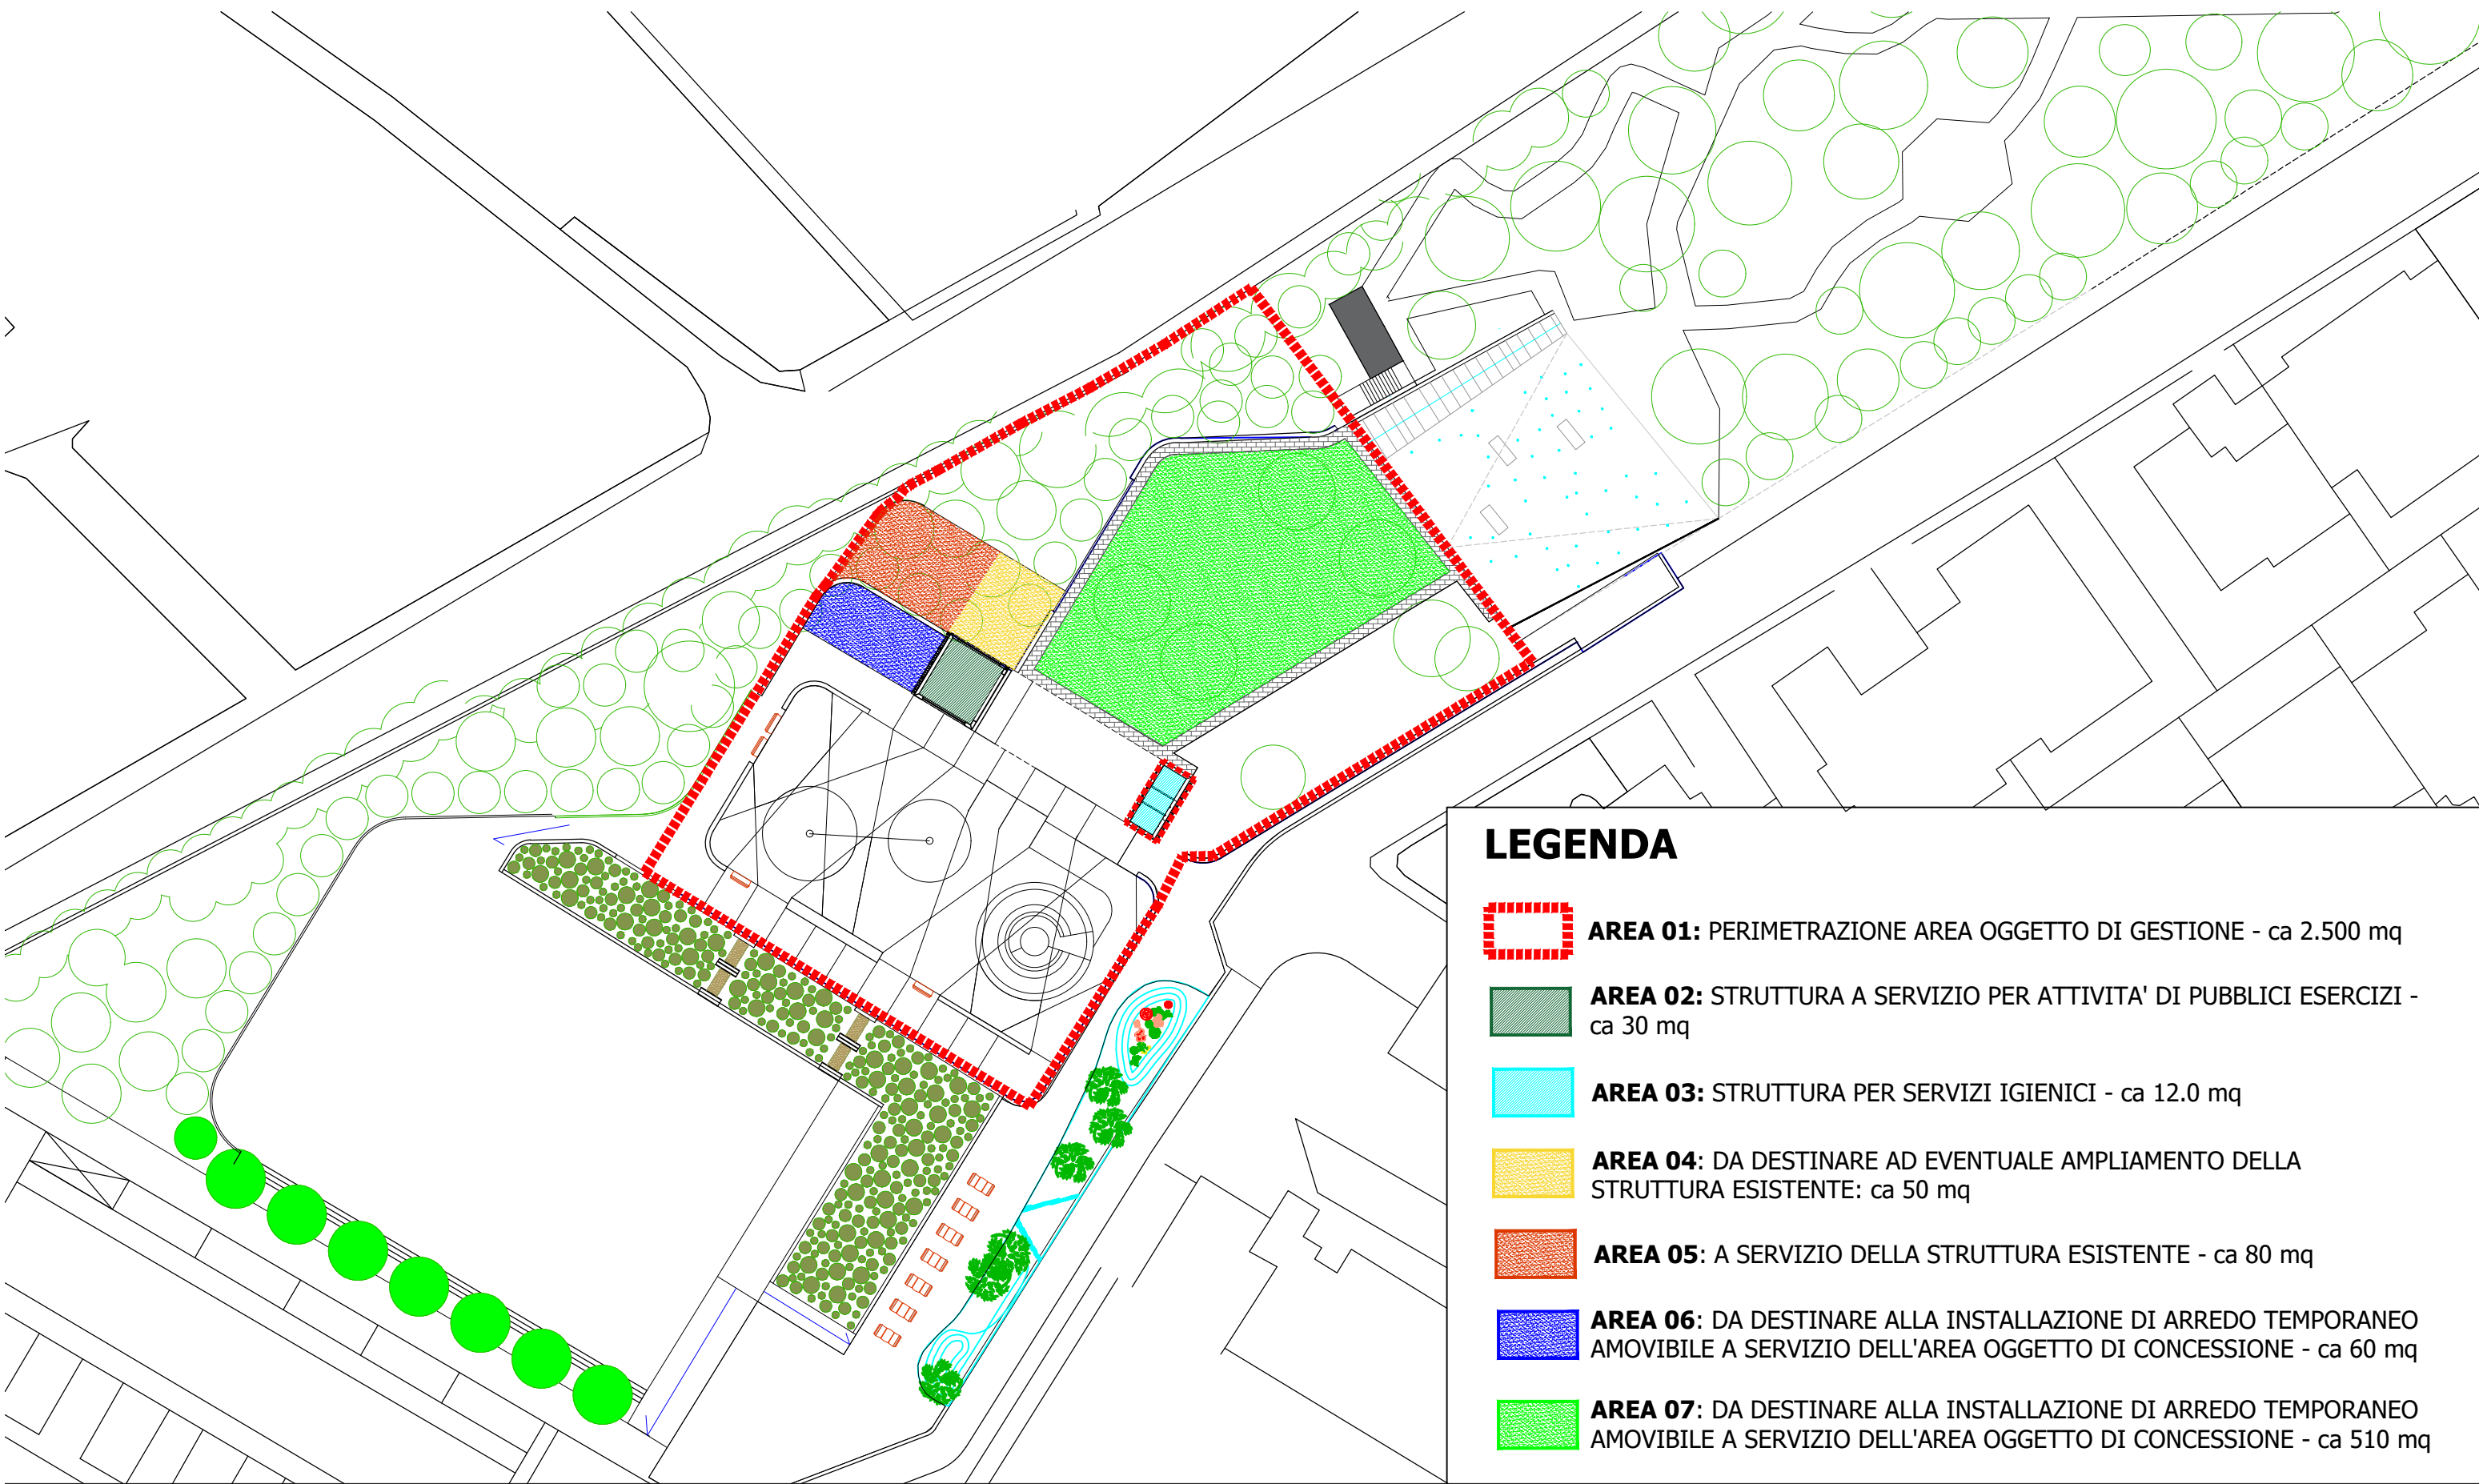 LEGENDA
AREA 01: PERIMETRAZIONE AREA OGGETTO DI GESTIONE - ca 2.500 mq
AREA 02: STRUTTURA A SERVIZIO PER ATTIVITA' DI PUBBLICI ESERCIZI -
ca 30 mq
AREA 03: STRUTTURA PER SERVIZI IGIENICI - ca 12.0 mq
AREA 04: DA DESTINARE AD EVENTUALE AMPLIAMENTO DELLA
STRUTTURA ESISTENTE: ca 50 mq
AREA 05: A SERVIZIO DELLA STRUTTURA ESISTENTE - ca 80 mq
AREA 06: DA DESTINARE ALLA INSTALLAZIONE DI ARREDO TEMPORANEO
AMOVIBILE A SERVIZIO DELL'AREA OGGETTO DI CONCESSIONE - ca 60 mq
AREA 07: DA DESTINARE ALLA INSTALLAZIONE DI ARREDO TEMPORANEO
AMOVIBILE A SERVIZIO DELL'AREA OGGETTO DI CONCESSIONE - ca 510 mq